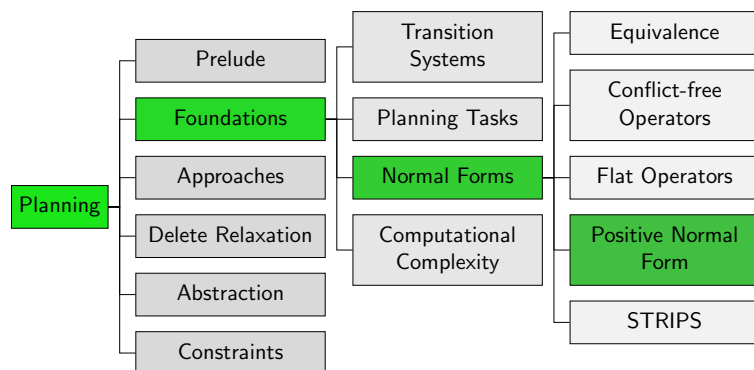 Planning
Prelude
Foundations
Approaches
Delete Relaxation
Abstraction
Constraints
Transition
Systems
Planning Tasks
Normal Forms
Computational
Complexity
Equivalence
Conflict-free
Operators
Flat Operators
Positive Normal
Form
STRIPS